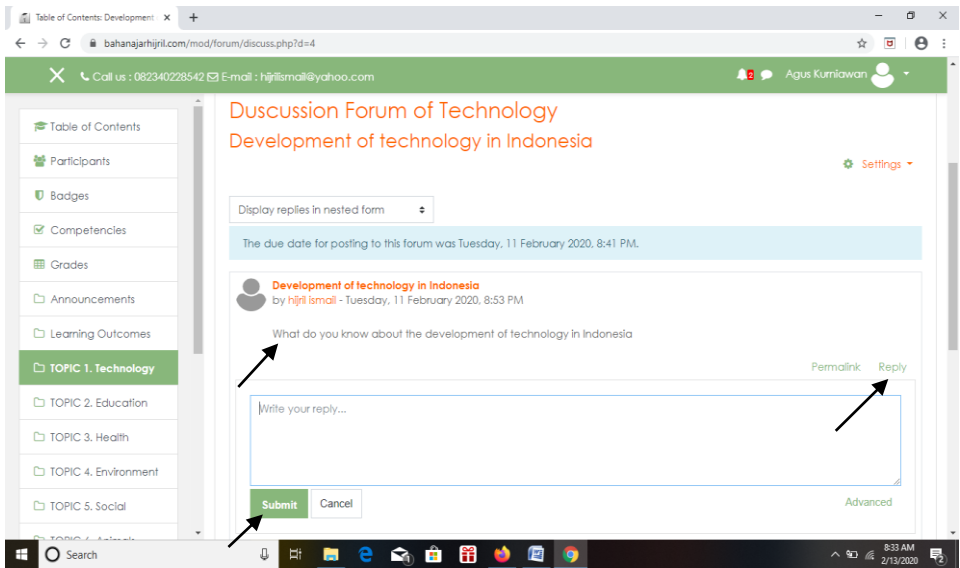 Table of Contents: Development
bahanajarhijril.com/mod/forum/discuss.php?d=4
Call us : 082340228542 E-mail : hijrilismail@yahoo.com
2
Agus Kurniawan
Table of Contents
Participants
Badges
Competencies
Grades
Announcements
Learning Outcomes
TOPIC 1. Technology
TOPIC 2. Education
TOPIC 3. Health
TOPIC 4. Environment
TOPIC 5. Social
TOPIC 6. Animals
Duscussion Forum of Technology
Development of technology in Indonesia
Settings
Display replies in nested form
The due date for posting to this forum was Tuesday, 11 February 2020, 8:41 PM.
Development of technology in Indonesia
by hijril ismail - Tuesday, 11 February 2020, 8:53 PM
What do you know about the development of technology in Indonesia
Permalink Reply
Write your reply...
Submit Cancel
Advanced
Search
8:33 AM
2/13/2020
2